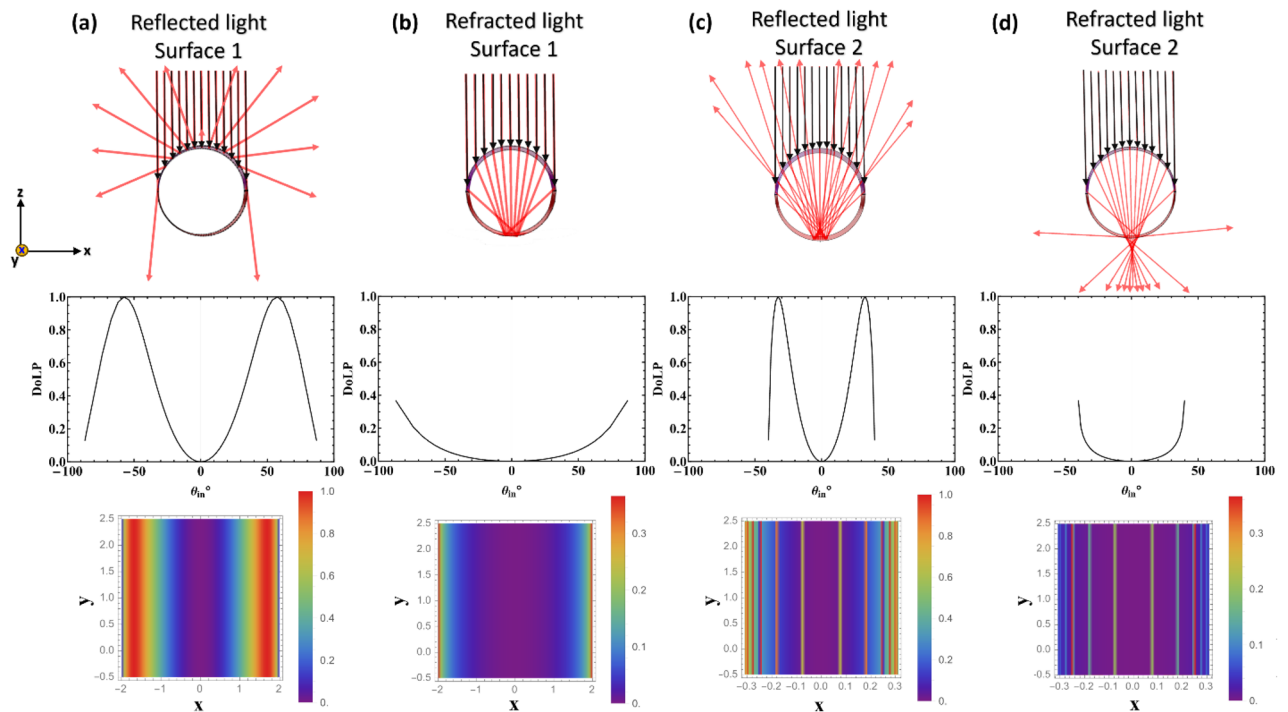 (a) Reflected light
Surface 1
(b) Refracted light
Surface 1
(c) Reflected light
Surface 2
(d) Refracted light
Surface 2
z
x
y
x
DoLP
1.0
0.8
0.6
0.4
0.2
0.0
−100 −50 0 50 100
θin°
DoLP
1.0
0.8
0.6
0.4
0.2
0.0
−100 −50 0 50 100
θin°
DoLP
1.0
0.8
0.6
0.4
0.2
0.0
−100 −50 0 50 100
θin°
DoLP
1.0
0.8
0.6
0.4
0.2
0.0
−100 −50 0 50 100
θin°
y
2.5
2.0
1.5
1.0
0.5
0.0
−0.5
−2 −1 0 1 2
x
1.0
0.8
0.6
0.4
0.2
0
y
2.5
2.0
1.5
1.0
0.5
0.0
−0.5
−2 −1 0 1 2
x
0.3
0.2
0.1
0
y
2.5
2.0
1.5
1.0
0.5
0.0
−0.5
−0.3 −0.2 −0.1 0.0 0.1 0.2 0.3
x
1.0
0.8
0.6
0.4
0.2
0
y
2.5
2.0
1.5
1.0
0.5
0.0
−0.5
−0.3 −0.2 −0.1 0.0 0.1 0.2 0.3
x
0.3
0.2
0.1
0